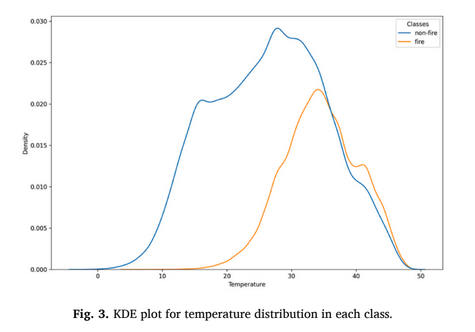 Classes
non-fire
fire
0.030
0.025
0.020
0.015
0.010
0.005
0.000
Density
0
10
20
30
40
50
Temperature
Fig. 3. KDE plot for temperature distribution in each class.